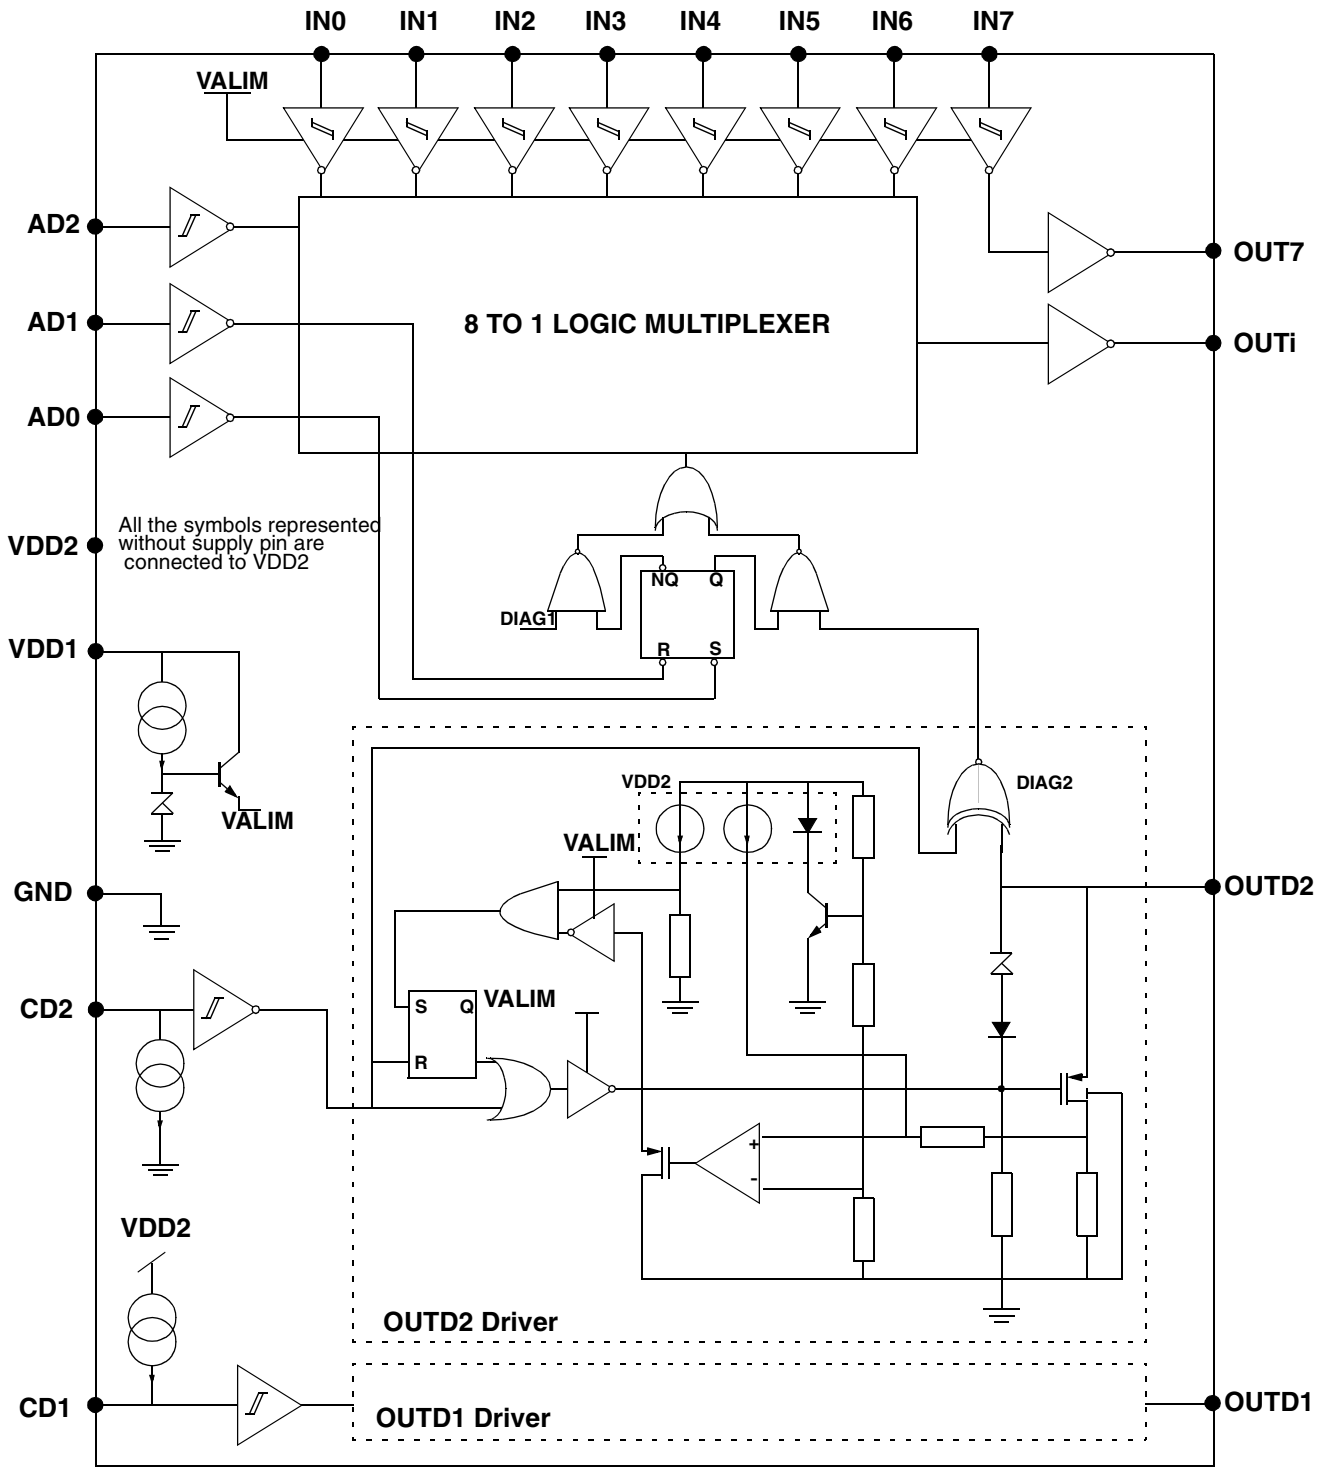 IN0 IN1 IN2 IN3 IN4 IN5 IN6 IN7
VALIM
AD2
OUT7
AD1
8 TO 1 LOGIC MULTIPLEXER
OUTi
AD0
All the symbols represented
without supply pin are
connected to VDD2
VDD2
NQ Q
DIAG1
R S
VDD1
VALIM
VDD2
DIAG2
VALIM
GND
OUTD2
CD2
S Q
VALIM
R
+
-
VDD2
OUTD2 Driver
CD1
OUTD1 Driver
OUTD1